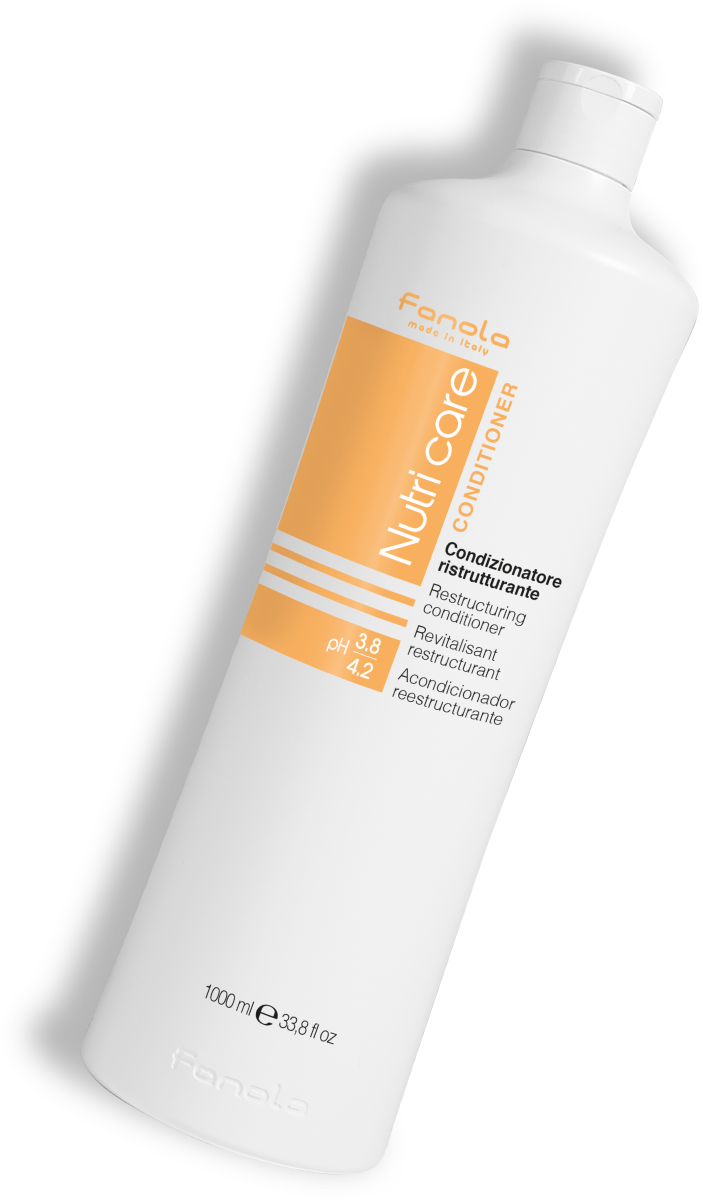 fanola
made in italy
Nutri care
CONDITIONER
Condizionatore
ristrutturante
Restructuring
conditioner
Revitalisant
restructurant
Acondicionador
reestructurante
pH 3.8
4.2
1000 ml e 33,8 fl oz
fanola